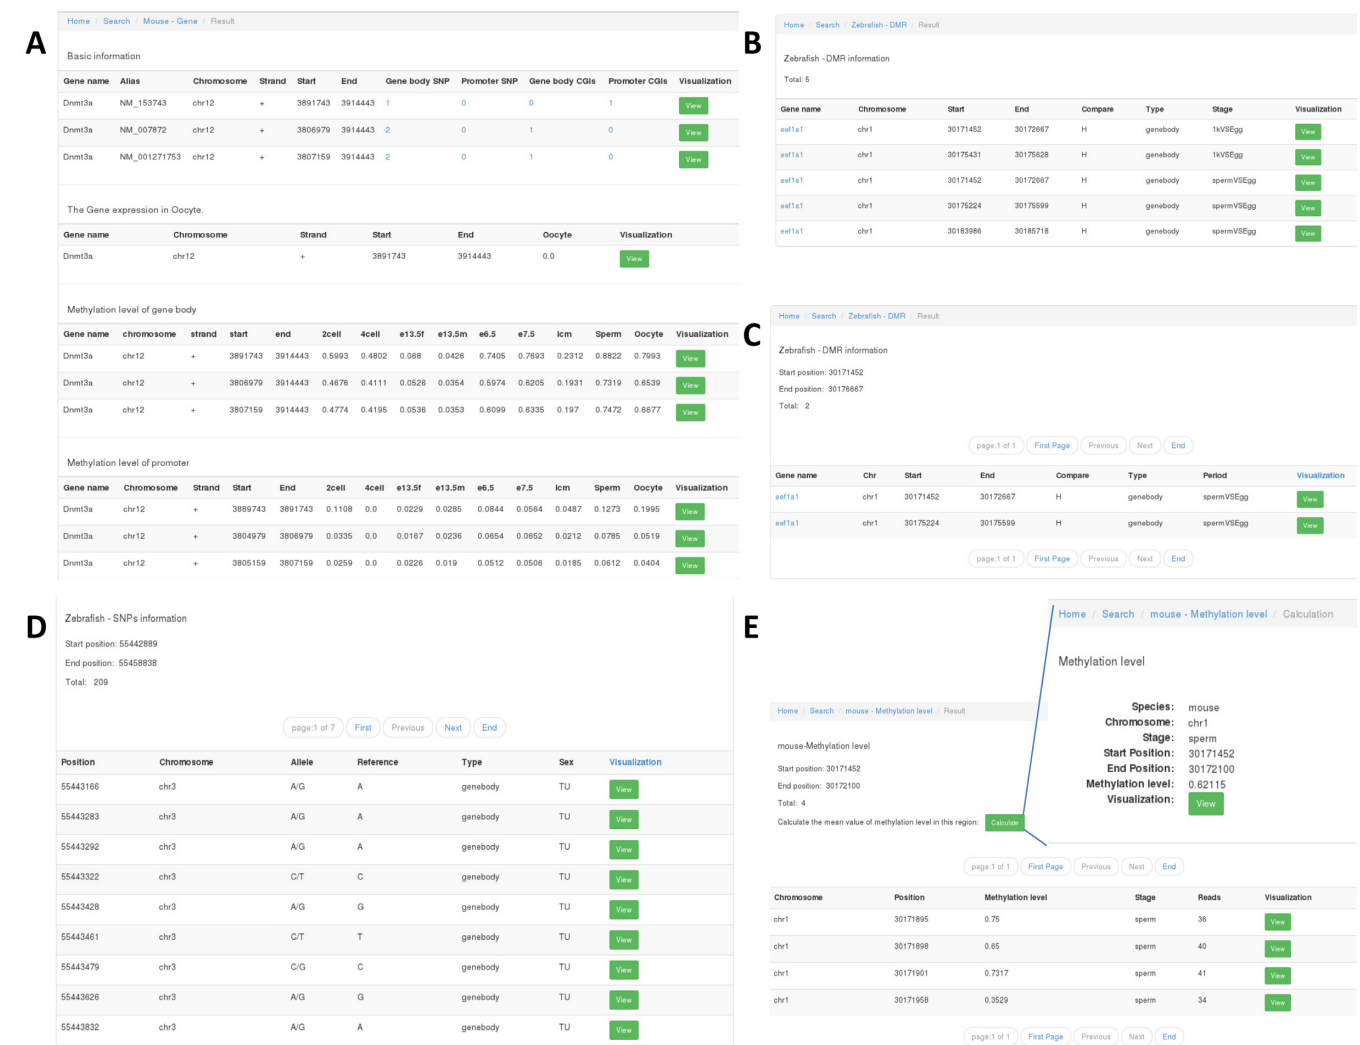 A
Home / Search / Mouse - Gene / Result
Basic information
Gene name Alias Chromosome Strand Start End Gene body SNP Promoter SNP Gene body CGIs Promoter CGIs Visualization
Dnmt3a NM_153743 chr12 + 3891743 3914443 1 0 0 1 View
Dnmt3a NM_007872 chr12 + 3806979 3914443 2 0 1 0 View
Dnmt3a NM_001271753 chr12 + 3807159 3914443 2 0 1 0 View
The Gene expression in Oocyte.
Gene name Chromosome Strand Start End Oocyte Visualization
Dnmt3a chr12 + 3891743 3914443 0.0 View
Methylation level of gene body
Gene name chromosome strand start end 2cell 4cell e13.5f e13.5m e6.5 e7.5 Icm Sperm Oocyte Visualization
Dnmt3a chr12 + 3891743 3914443 0.5993 0.4802 0.068 0.0426 0.7405 0.7693 0.2312 0.8822 0.7993 View
Dnmt3a chr12 + 3806979 3914443 0.4676 0.4111 0.0526 0.0354 0.5974 0.6205 0.1931 0.7319 0.6539 View
Dnmt3a chr12 + 3807159 3914443 0.4774 0.4195 0.0536 0.0353 0.6099 0.6335 0.197 0.7472 0.6677 View
Methylation level of promoter
Gene name Chromosome Strand Start End 2cell 4cell e13.5f e13.5m e6.5 e7.5 Icm Sperm Oocyte Visualization
Dnmt3a chr12 + 3889743 3891743 0.1108 0.0 0.0229 0.0285 0.0844 0.0564 0.0487 0.1273 0.1995 View
Dnmt3a chr12 + 3804979 3806979 0.0335 0.0 0.0167 0.0236 0.0654 0.0652 0.0212 0.0785 0.0519 View
Dnmt3a chr12 + 3805159 3807159 0.0259 0.0 0.0226 0.019 0.0512 0.0506 0.0185 0.0612 0.0404 View
B
Home / Search / Zebrafish - DMR / Result
Zebrafish - DMR information
Total: 5
Gene name Chromosome Start End Compare Type Stage Visualization
eef1a1 chr1 30171452 30172667 H genebody 1kVSEgg View
eef1a1 chr1 30175431 30175628 H genebody 1kVSEgg View
eef1a1 chr1 30171452 30172667 H genebody spermVSEgg View
eef1a1 chr1 30175224 30175599 H genebody spermVSEgg View
eef1a1 chr1 30183986 30185718 H genebody spermVSEgg View
C
Home / Search / Zebrafish - DMR / Result
Zebrafish - DMR information
Start position: 30171452
End position: 30176667
Total: 2
page:1 of 1 First Page Previous Next End
Gene name Chr Start End Compare Type Period Visualization
eef1a1 chr1 30171452 30172667 H genebody spermVSEgg View
eef1a1 chr1 30175224 30175599 H genebody spermVSEgg View
page:1 of 1 First Page Previous Next End
D
Zebrafish - SNPs information
Start position: 55442889
End position: 55458838
Total: 209
page:1 of 7 First Previous Next End
Position Chromosome Allele Reference Type Sex Visualization
55443166 chr3 A/G A genebody TU View
55443283 chr3 A/G A genebody TU View
55443292 chr3 A/G A genebody TU View
55443322 chr3 C/T C genebody TU View
55443428 chr3 A/G G genebody TU View
55443461 chr3 C/T T genebody TU View
55443479 chr3 C/G C genebody TU View
55443626 chr3 A/G G genebody TU View
55443832 chr3 A/G A genebody TU View
E
Home / Search / mouse - Methylation level / Calculation
Methylation level
Species: mouse
Chromosome: chr1
Stage: sperm
Start Position: 30171452
End Position: 30172100
Methylation level: 0.62115
Visualization: View
Home / Search / mouse - Methylation level / Result
mouse-Methylation level
Start position: 30171452
End position: 30172100
Total: 4
Calculate the mean value of methylation level in this region: Calculate
page:1 of 1 First Page Previous Next End
Chromosome Position Methylation level Stage Reads Visualization
chr1 30171895 0.75 sperm 36 View
chr1 30171898 0.65 sperm 40 View
chr1 30171901 0.7317 sperm 41 View
chr1 30171958 0.3529 sperm 34 View
page:1 of 1 First Page Previous Next End